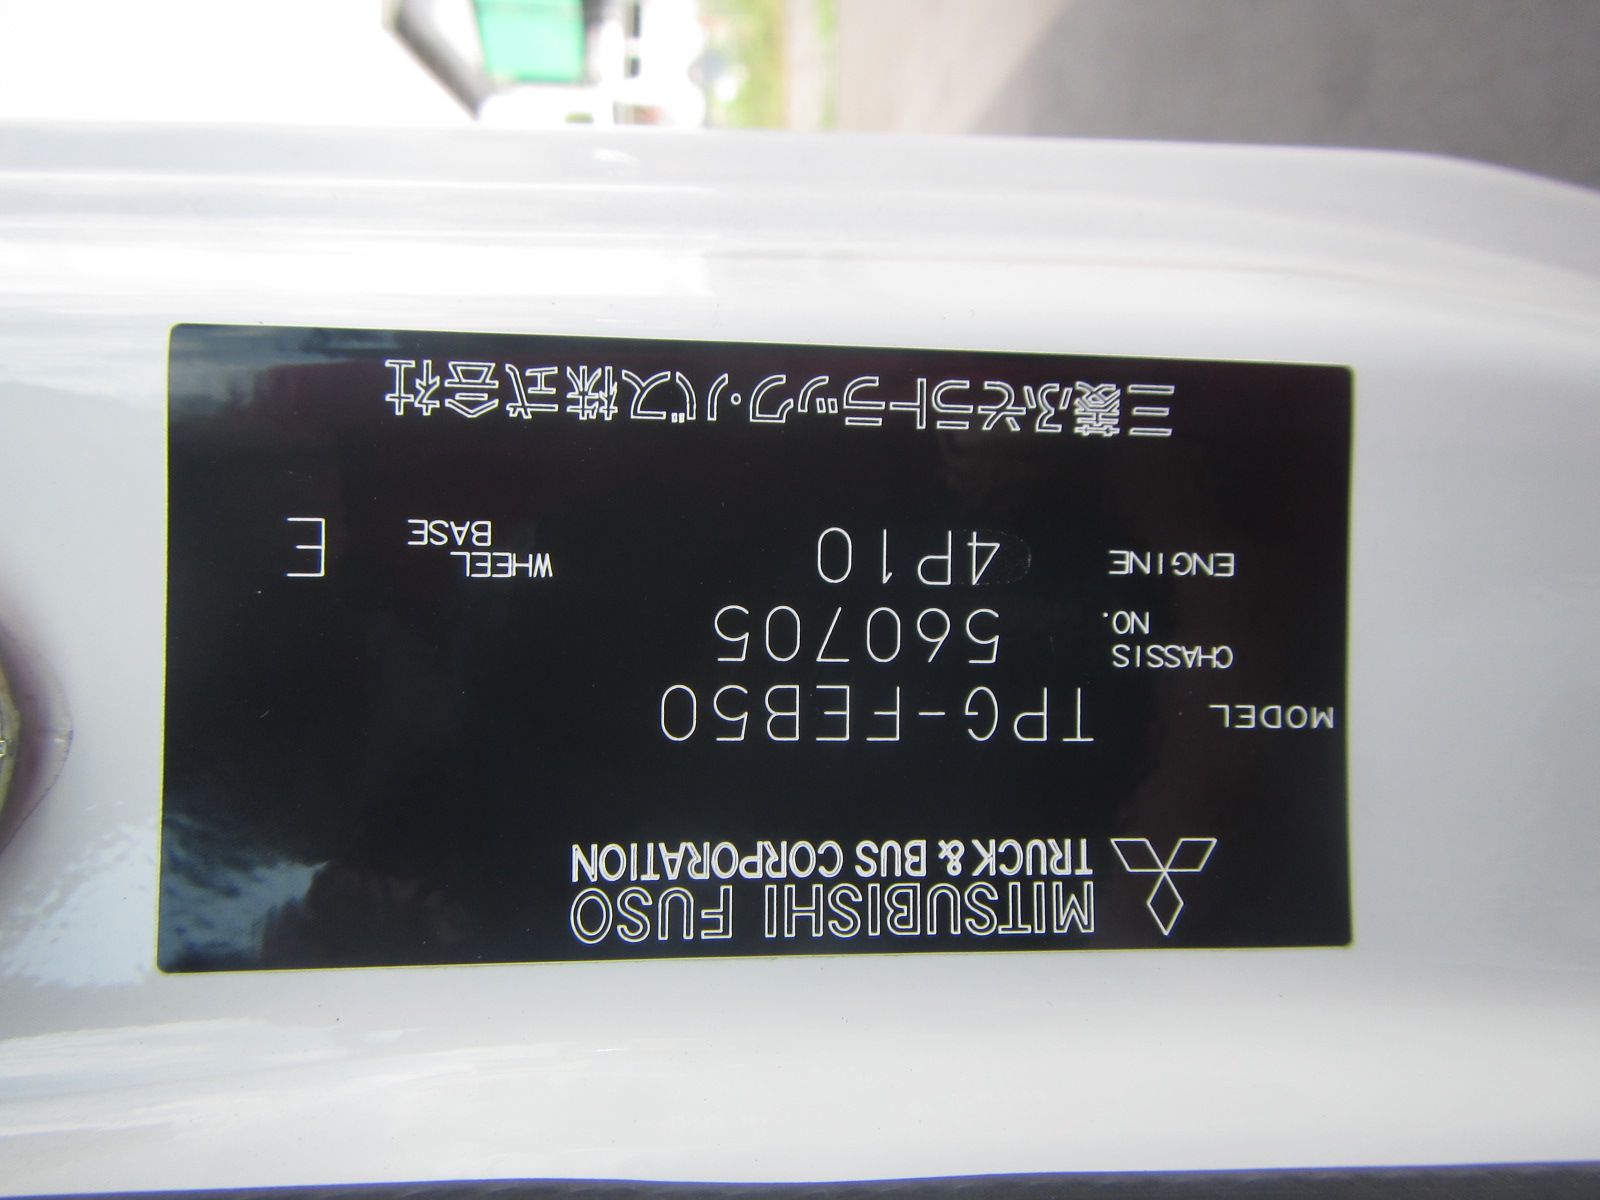 MITSUBISHI FUSO
TRUCK & BUS CORPORATION
MODEL TPG-FEB50
CHASSIS NO. 560705
ENGINE 4P10 WHEEL BASE E
三菱ふそうトラック・バス株式会社